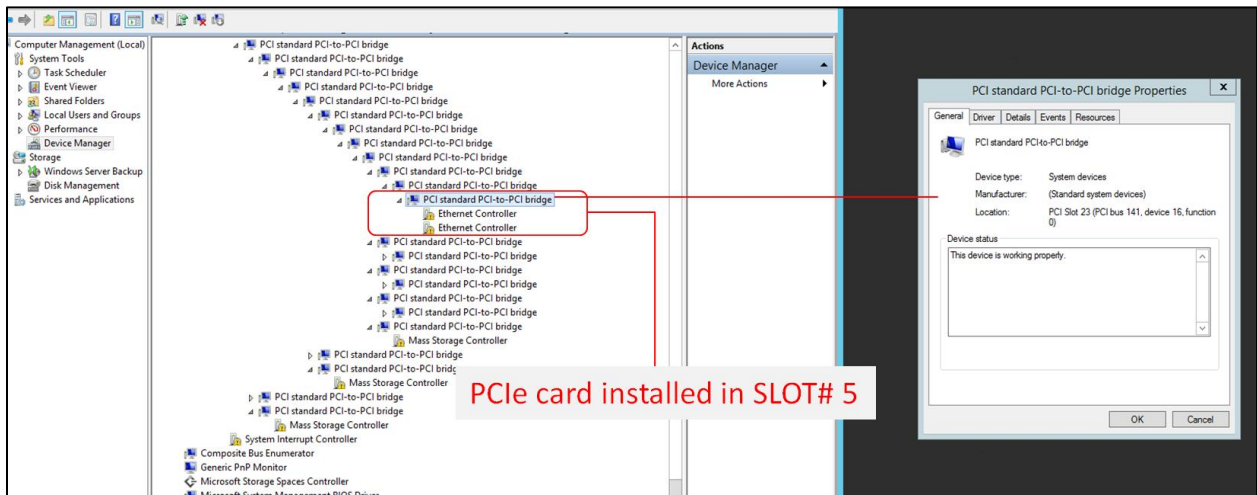 Computer Management (Local)
System Tools
Task Scheduler
Event Viewer
Shared Folders
Local Users and Groups
Performance
Device Manager
Storage
Windows Server Backup
Disk Management
Services and Applications
PCI standard PCI-to-PCI bridge
PCI standard PCI-to-PCI bridge
PCI standard PCI-to-PCI bridge
PCI standard PCI-to-PCI bridge
PCI standard PCI-to-PCI bridge
PCI standard PCI-to-PCI bridge
PCI standard PCI-to-PCI bridge
PCI standard PCI-to-PCI bridge
PCI standard PCI-to-PCI bridge
PCI standard PCI-to-PCI bridge
PCI standard PCI-to-PCI bridge
PCI standard PCI-to-PCI bridge
Ethernet Controller
Ethernet Controller
PCI standard PCI-to-PCI bridge
PCI standard PCI-to-PCI bridge
PCI standard PCI-to-PCI bridge
PCI standard PCI-to-PCI bridge
PCI standard PCI-to-PCI bridge
PCI standard PCI-to-PCI bridge
PCI standard PCI-to-PCI bridge
Mass Storage Controller
PCI standard PCI-to-PCI bridge
PCI standard PCI-to-PCI bridg
Mass Storage Controller
PCI standard PCI-to-PCI bridge
PCI standard PCI-to-PCI bridge
Mass Storage Controller
System Interrupt Controller
Composite Bus Enumerator
Generic PnP Monitor
Microsoft Storage Spaces Controller
Microsoft System Management BIOS Driver
Actions
Device Manager
More Actions
PCIe card installed in SLOT# 5
PCI standard PCI-to-PCI bridge Properties
x
General Driver Details Events Resources
PCI standard PCI-to-PCI bridge
Device type: System devices
Manufacturer: (Standard system devices)
Location: PCI Slot 23 (PCI bus 141, device 16, function
0)
Device status
This device is working properly.
OK Cancel